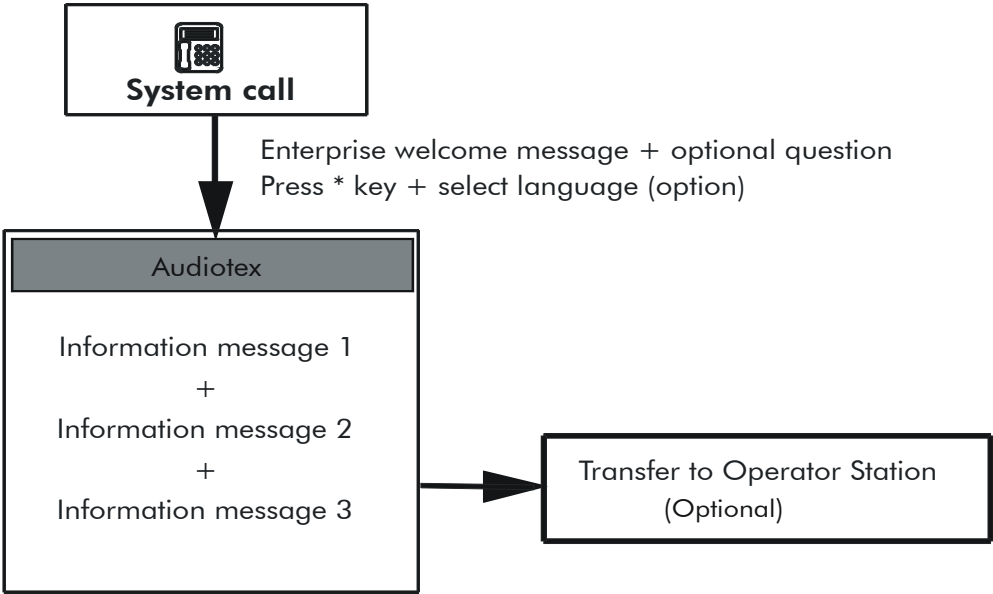 System call
Enterprise welcome message + optional question
Press * key + select language (option)
Audiotex
Information message 1
+
Information message 2
+
Information message 3
Transfer to Operator Station
(Optional)